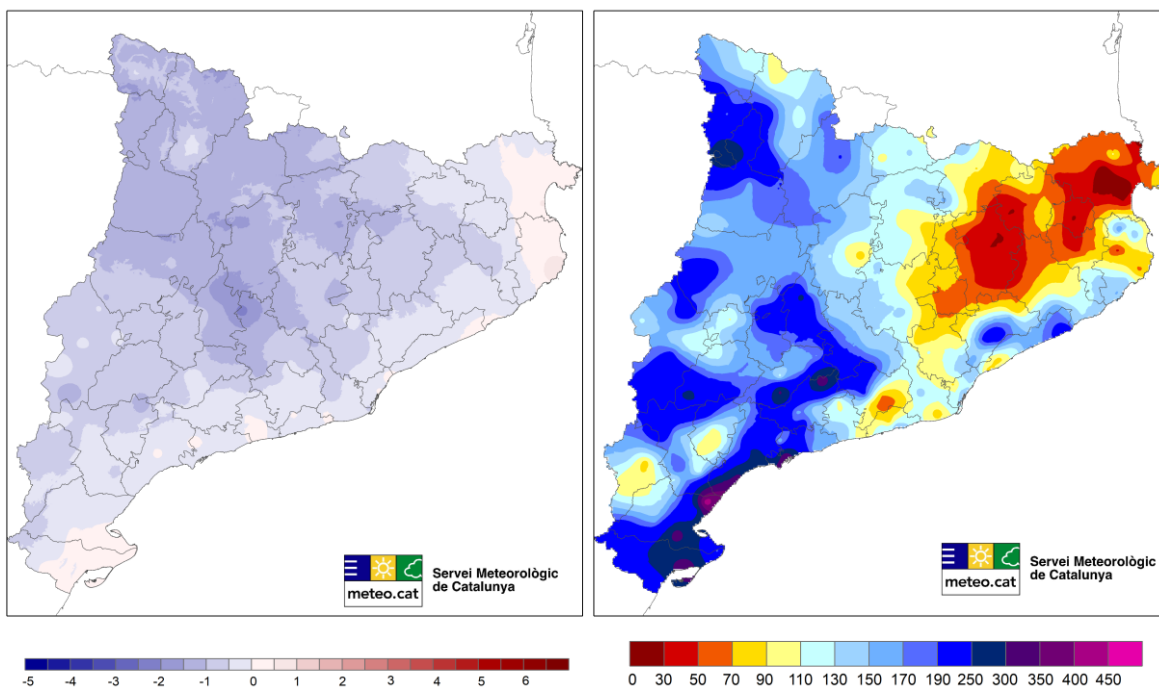 meteo.cat
Servei Meteorològic
de Catalunya
meteo.cat
Servei Meteorològic
de Catalunya
-5 -4 -3 -2 -1 0 1 2 3 4 5 6
0 30 50 70 90 110 130 150 170 190 250 300 350 400 450